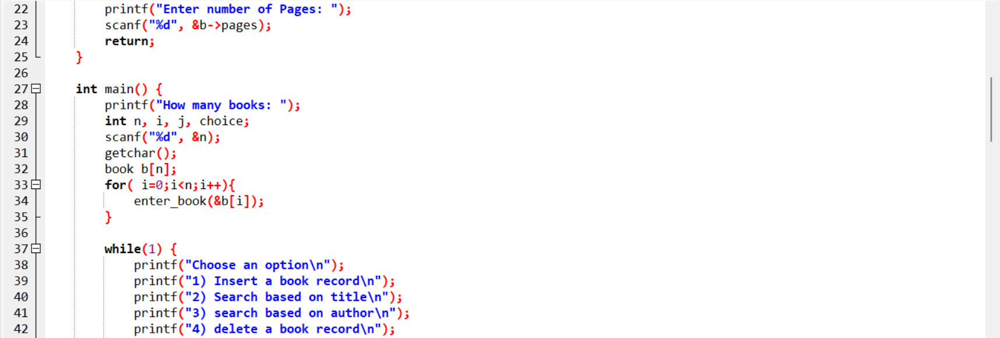 22 printf("Enter number of Pages: ");
23 scanf("%d", &b->pages);
24 return;
25 }
26
27 int main() {
28 printf("How many books: ");
29 int n, i, j, choice;
30 scanf("%d", &n);
31 getchar();
32 book b[n];
33 for( i=0;i<n;i++){
34 enter_book(&b[i]);
35 }
36
37 while(1) {
38 printf("Choose an option\n");
39 printf("1) Insert a book record\n");
40 printf("2) Search based on title\n");
41 printf("3) search based on author\n");
42 printf("4) delete a book record\n");